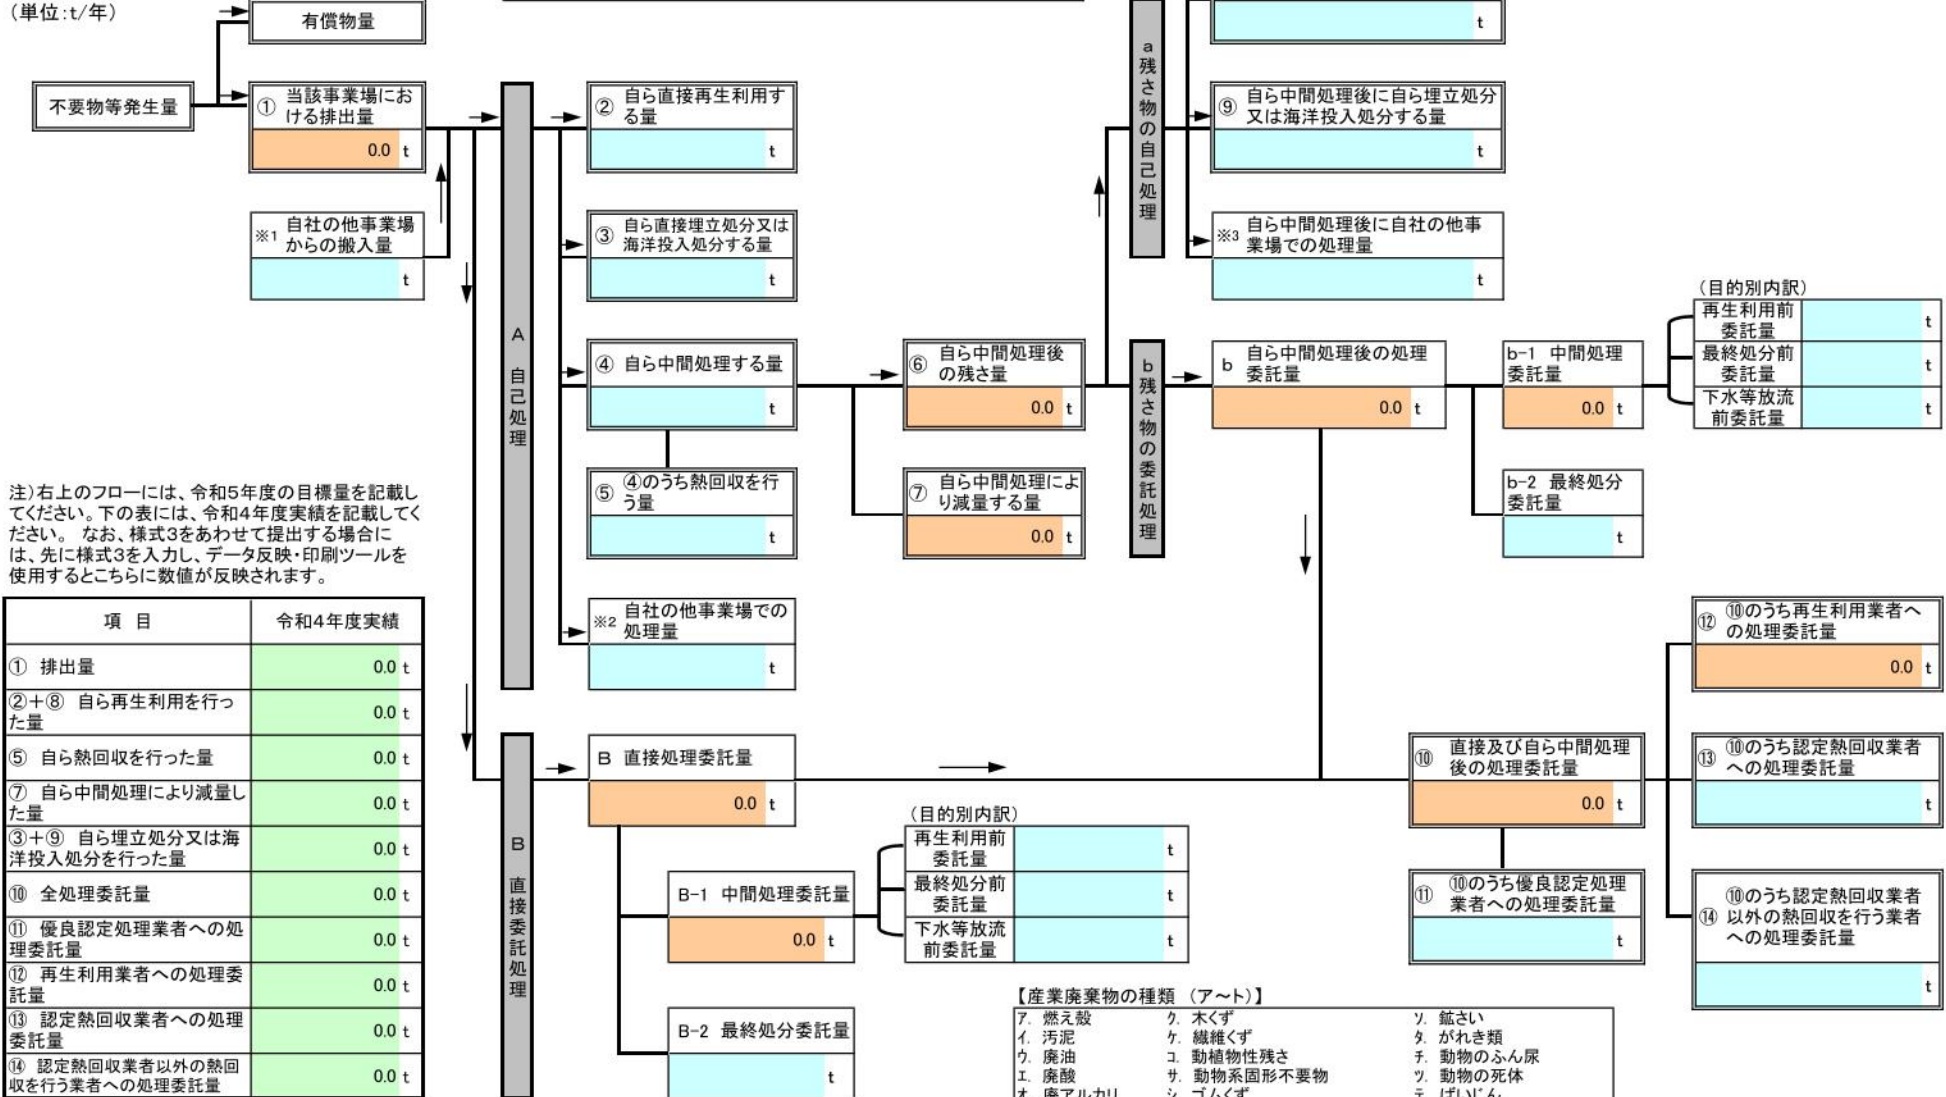 (単位:t/年)
有償物量
t
不要物等発生量
① 当該事業場にお
ける排出量
0.0 t
※1 自社の他事業場
からの搬入量
t
A 自己処理
② 自ら直接再生利用す
る量
t
③ 自ら直接埋立処分又は
海洋投入処分する量
t
④ 自ら中間処理する量
t
⑤ ④のうち熱回収を行
う量
t
※2 自社の他事業場での
処理量
t
⑥ 自ら中間処理後
の残さ量
0.0 t
⑦ 自ら中間処理によ
り減量する量
0.0 t
a 残さ物の自己処理
⑨ 自ら中間処理後に自ら埋立処分
又は海洋投入処分する量
t
※3 自ら中間処理後に自社の他事
業場での処理量
t
b 残さ物の委託処理
b 自ら中間処理後の処理
委託量
0.0 t
b-1 中間処理
委託量
0.0 t
b-2 最終処分
委託量
t
(目的別内訳)
再生利用前
委託量
t
最終処分前
委託量
t
下水等放流
前委託量
t
注)右上のフローには、令和5年度の目標量を記載し
てください。下の表には、令和4年度実績を記載してく
ださい。 なお、様式3をあわせて提出する場合に
は、先に様式3を入力し、データ反映・印刷ツールを
使用するとこちらに数値が反映されます。
項 目 令和4年度実績
① 排出量 0.0 t
②+⑧ 自ら再生利用を行っ
た量 0.0 t
⑤ 自ら熱回収を行った量 0.0 t
⑦ 自ら中間処理により減量し
た量 0.0 t
③+⑨ 自ら埋立処分又は海
洋投入処分を行った量 0.0 t
⑩ 全処理委託量 0.0 t
⑪ 優良認定処理業者への処
理委託量 0.0 t
⑫ 再生利用業者への処理委
託量 0.0 t
⑬ 認定熱回収業者への処理
委託量 0.0 t
⑭ 認定熱回収業者以外の熱回
収を行う業者への処理委託量 0.0 t
B 直接委託処理
B 直接処理委託量
0.0 t
B-1 中間処理委託量
0.0 t
B-2 最終処分委託量
t
(目的別内訳)
再生利用前
委託量
t
最終処分前
委託量
t
下水等放流
前委託量
t
⑩ 直接及び自ら中間処理
後の処理委託量
0.0 t
⑪ ⑩のうち優良認定処理
業者への処理委託量
t
⑫ ⑩のうち再生利用業者へ
の処理委託量
0.0 t
⑬ ⑩のうち認定熱回収業者
への処理委託量
t
⑭ ⑩のうち認定熱回収業者
以外の熱回収を行う業者
への処理委託量
t
【産業廃棄物の種類 (ア~ト)】
ア. 燃え殻 ク. 木くず ソ. 鉱さい
イ. 汚泥 ケ. 繊維くず タ. がれき類
ウ. 廃油 コ. 動植物性残さ チ. 動物のふん尿
エ. 廃酸 サ. 動物系固形不要物 ツ. 動物の死体
オ. 廃アルカリ シ. ゴムくず テ. ばいじん